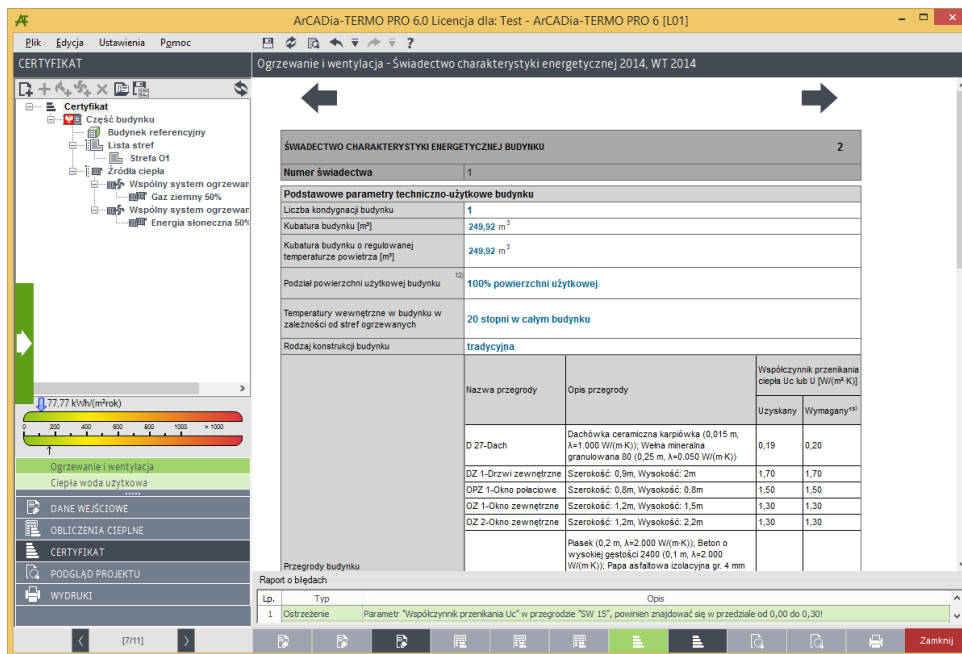 ArCADia-TERMO PRO 6.0 Licencja dla: Test - ArCADia-TERMO PRO 6 [L01]
Plik Edycja Ustawienia Pomoc
CERTYFIKAT
Ogrzewanie i wentylacja - Świadectwo charakterystyki energetycznej 2014, WT 2014
Certyfikat
Część budynku
Budynek referencyjny
Lista stref
Strefa O1
Źródła ciepła
Wspólny system ogrzewan
Gaz ziemny 50%
Wspólny system ogrzewan
Energia słoneczna 50%
77,77 kWh/(m²rok)
0 200 400 600 800 1000 > 1000
Ogrzewanie i wentylacja
Ciepła woda użytkowa
DANE WEJŚCIOWE
OBLICZENIA CIEPLNE
CERTYFIKAT
PODGLĄD PROJEKTU
WYDRUKI
[7/11]
ŚWIADECTWO CHARAKTERYSTYKI ENERGETYCZNEJ BUDYNKU 2
Numer świadectwa 1
Podstawowe parametry techniczno-użytkowe budynku
Liczba kondygnacji budynku 1
Kubatura budynku [m³] 249,92 m³
Kubatura budynku o regulowanej
temperaturze powietrza [m³] 249,92 m³
Podział powierzchni użytkowej budynku 12) 100% powierzchni użytkowej
Temperatury wewnętrzne w budynku w
zależności od stref ogrzewanych 20 stopni w całym budynku
Rodzaj konstrukcji budynku tradycyjna
Przegrody budynku
Nazwa przegrody Opis przegrody
Współczynnik przenikania
ciepła Uc lub U [W/(m²·K)]
Uzyskany Wymagany¹³⁾
D 27-Dach
Dachówka ceramiczna karpiówka (0,015 m,
λ=1.000 W/(m·K)); Wełna mineralna
granulowana 80 (0,25 m, λ=0.050 W/(m·K))
0,19 0,20
DZ 1-Drzwi zewnętrzne Szerokość: 0,9m, Wysokość: 2m 1,70 1,70
OPZ 1-Okno połaciowe Szerokość: 0,8m, Wysokość: 0,8m 1,50 1,50
OZ 1-Okno zewnętrzne Szerokość: 1,2m, Wysokość: 1,5m 1,30 1,30
OZ 2-Okno zewnętrzne Szerokość: 1,2m, Wysokość: 2,2m 1,30 1,30
Piasek (0,2 m, λ=2.000 W/(m·K)); Beton o
wysokiej gęstości 2400 (0,1 m, λ=2.000
W/(m·K)); Papa asfaltowa izolacyjna gr. 4 mm
Raport o błędach
Lp. Typ Opis
1 Ostrzeżenie Parametr "Współczynnik przenikania Uc" w przegrodzie "SW 15", powinien znajdować się w przedziale od 0,00 do 0,30!
Zamknij